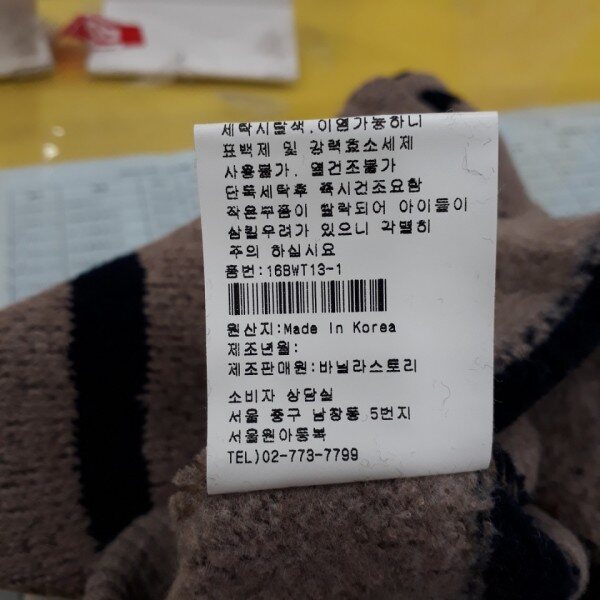 세탁시탈색,이염가능하니
표백제 및 강력효소세제
사용불가, 열건조불가
단독세탁후 즉시건조요함
작은부품이 탈락되어 아이들이
삼킬우려가 있으니 각별히
주의 하십시요
품번:16BWT13-1
원산지:Made In Korea
제조년월:
제조판매원:바닐라스토리
소비자 상담실
서울 중구 남창동 5번지
서울원아동복
TEL)02-773-7799